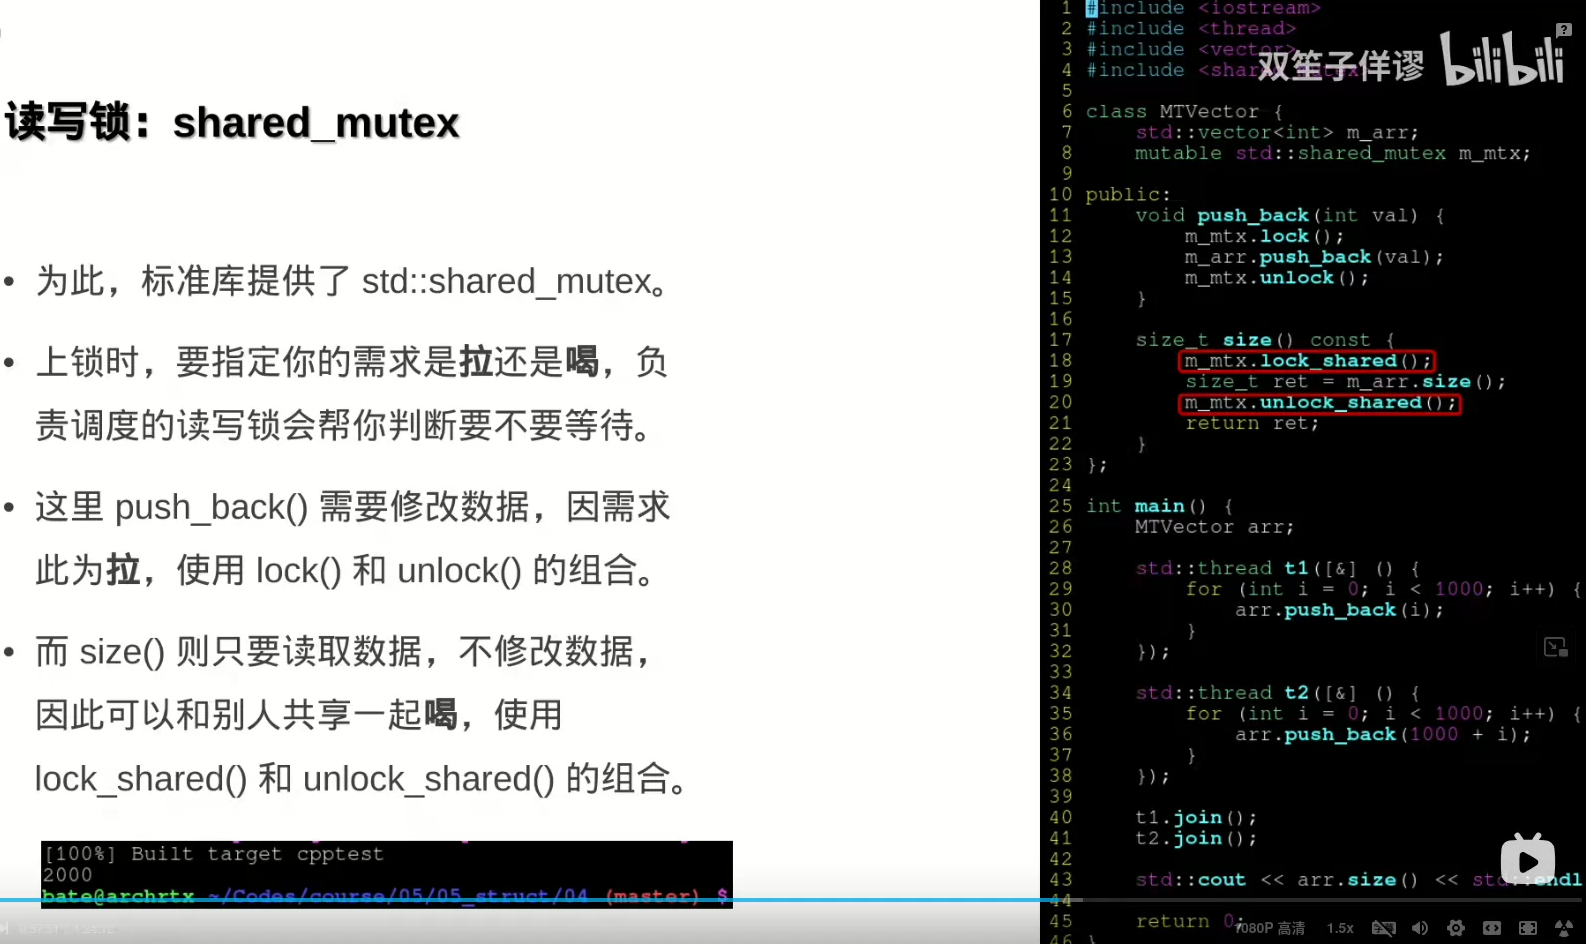 读写锁：shared_mutex
• 为此，标准库提供了 std::shared_mutex。
• 上锁时，要指定你的需求是拉还是喝，负
责调度的读写锁会帮你判断要不要等待。
• 这里 push_back() 需要修改数据，因需求
此为拉，使用 lock() 和 unlock() 的组合。
• 而 size() 则只要读取数据，不修改数据，
因此可以和别人共享一起喝，使用
lock_shared() 和 unlock_shared() 的组合。
[100%] Built target cpptest
2000
bate@archrtx ~/Codes/course/05/05_struct/04 (master) $
双笙子佯谬 bilibili
1 #include <iostream>
2 #include <thread>
3 #include <vector>
4 #include
5
6 class MTVector {
7     std::vector<int> m_arr;
8     mutable std::shared_mutex m_mtx;
9
10 public:
11     void push_back(int val) {
12         m_mtx.lock();
13         m_arr.push_back(val);
14         m_mtx.unlock();
15     }
16
17     size_t size() const {
18         m_mtx.lock_shared();
19         size_t ret = m_arr.size();
20         m_mtx.unlock_shared();
21         return ret;
22     }
23 };
24
25 int main() {
26     MTVector arr;
27
28     std::thread t1([&] () {
29         for (int i = 0; i < 1000; i++) {
30             arr.push_back(i);
31         }
32     });
33
34     std::thread t2([&] () {
35         for (int i = 0; i < 1000; i++) {
36             arr.push_back(1000 + i);
37         }
38     });
39
40     t1.join();
41     t2.join();
42
43     std::cout << arr.size() << std::endl
44
45     return 0;
46 }
1080P 高清 1.5x